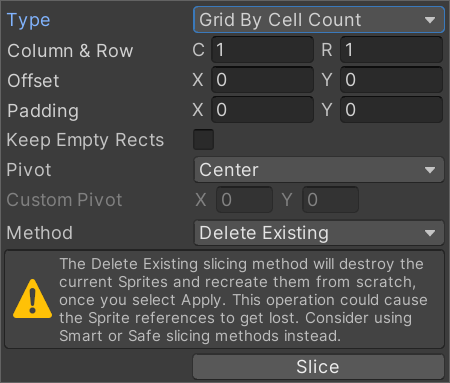 Type Grid By Cell Count
Column & Row C 1 R 1
Offset X 0 Y 0
Padding X 0 Y 0
Keep Empty Rects
Pivot Center
Custom Pivot X 0 Y 0
Method Delete Existing
The Delete Existing slicing method will destroy the
current Sprites and recreate them from scratch,
once you select Apply. This operation could cause
the Sprite references to get lost. Consider using
Smart or Safe slicing methods instead.
Slice